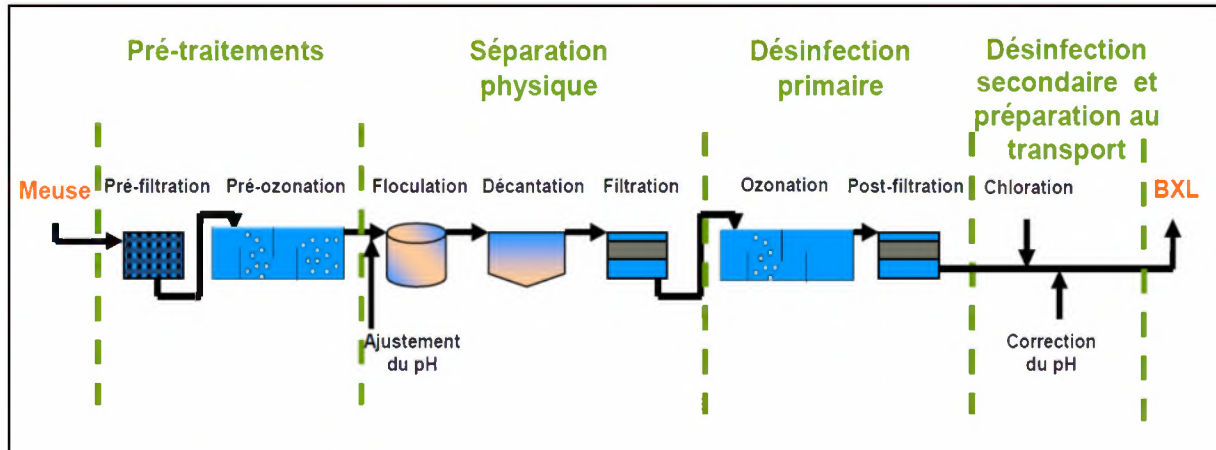 Pré-traitements
Séparation
physique
Désinfection
primaire
Désinfection
secondaire et
préparation au
transport
Meuse
Pré-filtration
Pré-ozonation
Floculation
Décantation
Filtration
Ozonation
Post-filtration
Chloration
BXL
Ajustement
du pH
Correction
du pH